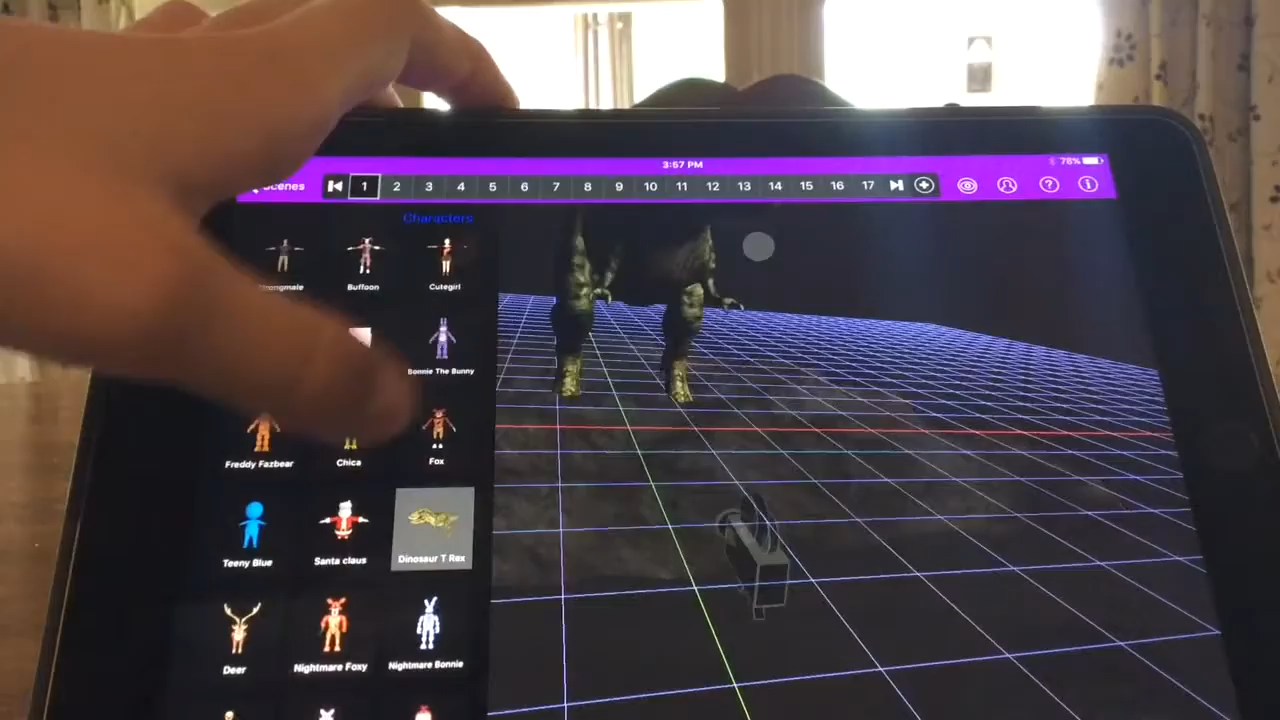 3:57 PM
78%
Scenes
1 2 3 4 5 6 7 8 9 10 11 12 13 14 15 16 17
Characters
Buffoon Cutegirl
Bonnie The Bunny
Freddy Fazbear Chica Fox
Teeny Blue Santa claus Dinosaur T Rex
Deer Nightmare Foxy Nightmare Bonnie